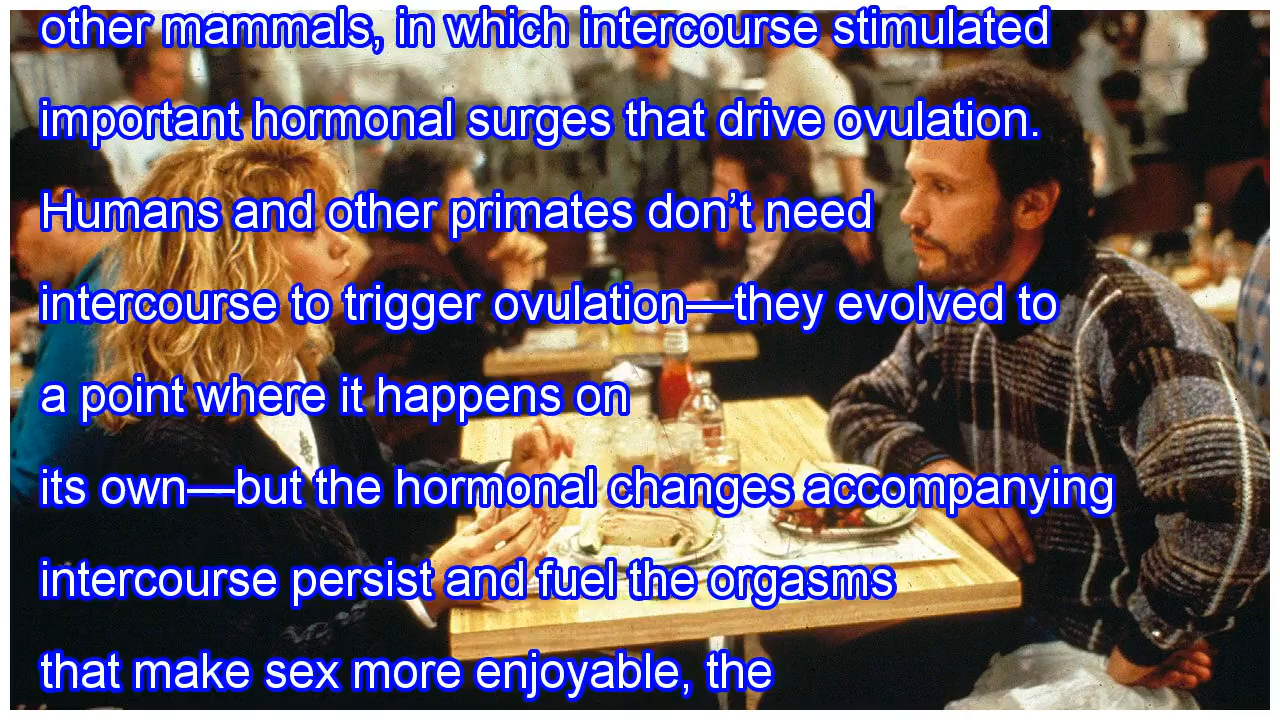 other mammals, in which intercourse stimulated
important hormonal surges that drive ovulation.
Humans and other primates don’t need
intercourse to trigger ovulation—they evolved to
a point where it happens on
its own—but the hormonal changes accompanying
intercourse persist and fuel the orgasms
that make sex more enjoyable, the